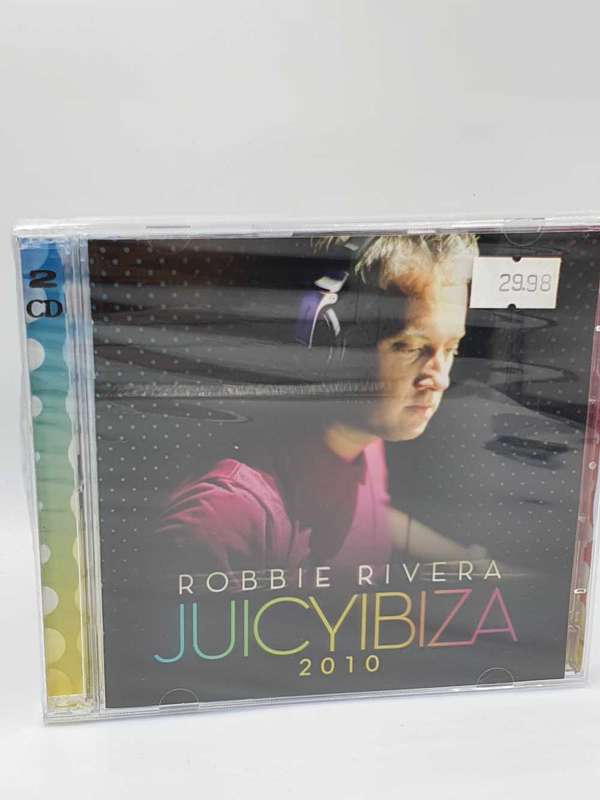 2
CD
29.98
ROBBIE RIVERA
JUICYIBIZA
2010